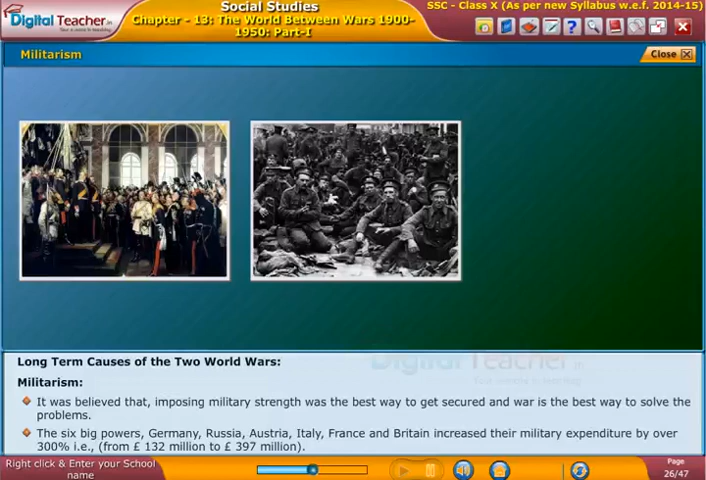 Social Studies
Chapter - 13: The World Between Wars 1900-
1950: Part-I
SSC - Class X (As per new Syllabus w.e.f. 2014-15)
Digital Teacher.in
Militarism
Close
Long Term Causes of the Two World Wars:
Digital Teacher.in
Militarism:
It was believed that, imposing military strength was the best way to get secured and war is the best way to solve the
problems.
The six big powers, Germany, Russia, Austria, Italy, France and Britain increased their military expenditure by over
300% i.e., (from £ 132 million to £ 397 million).
Right click & Enter your School
name
Page
26/47